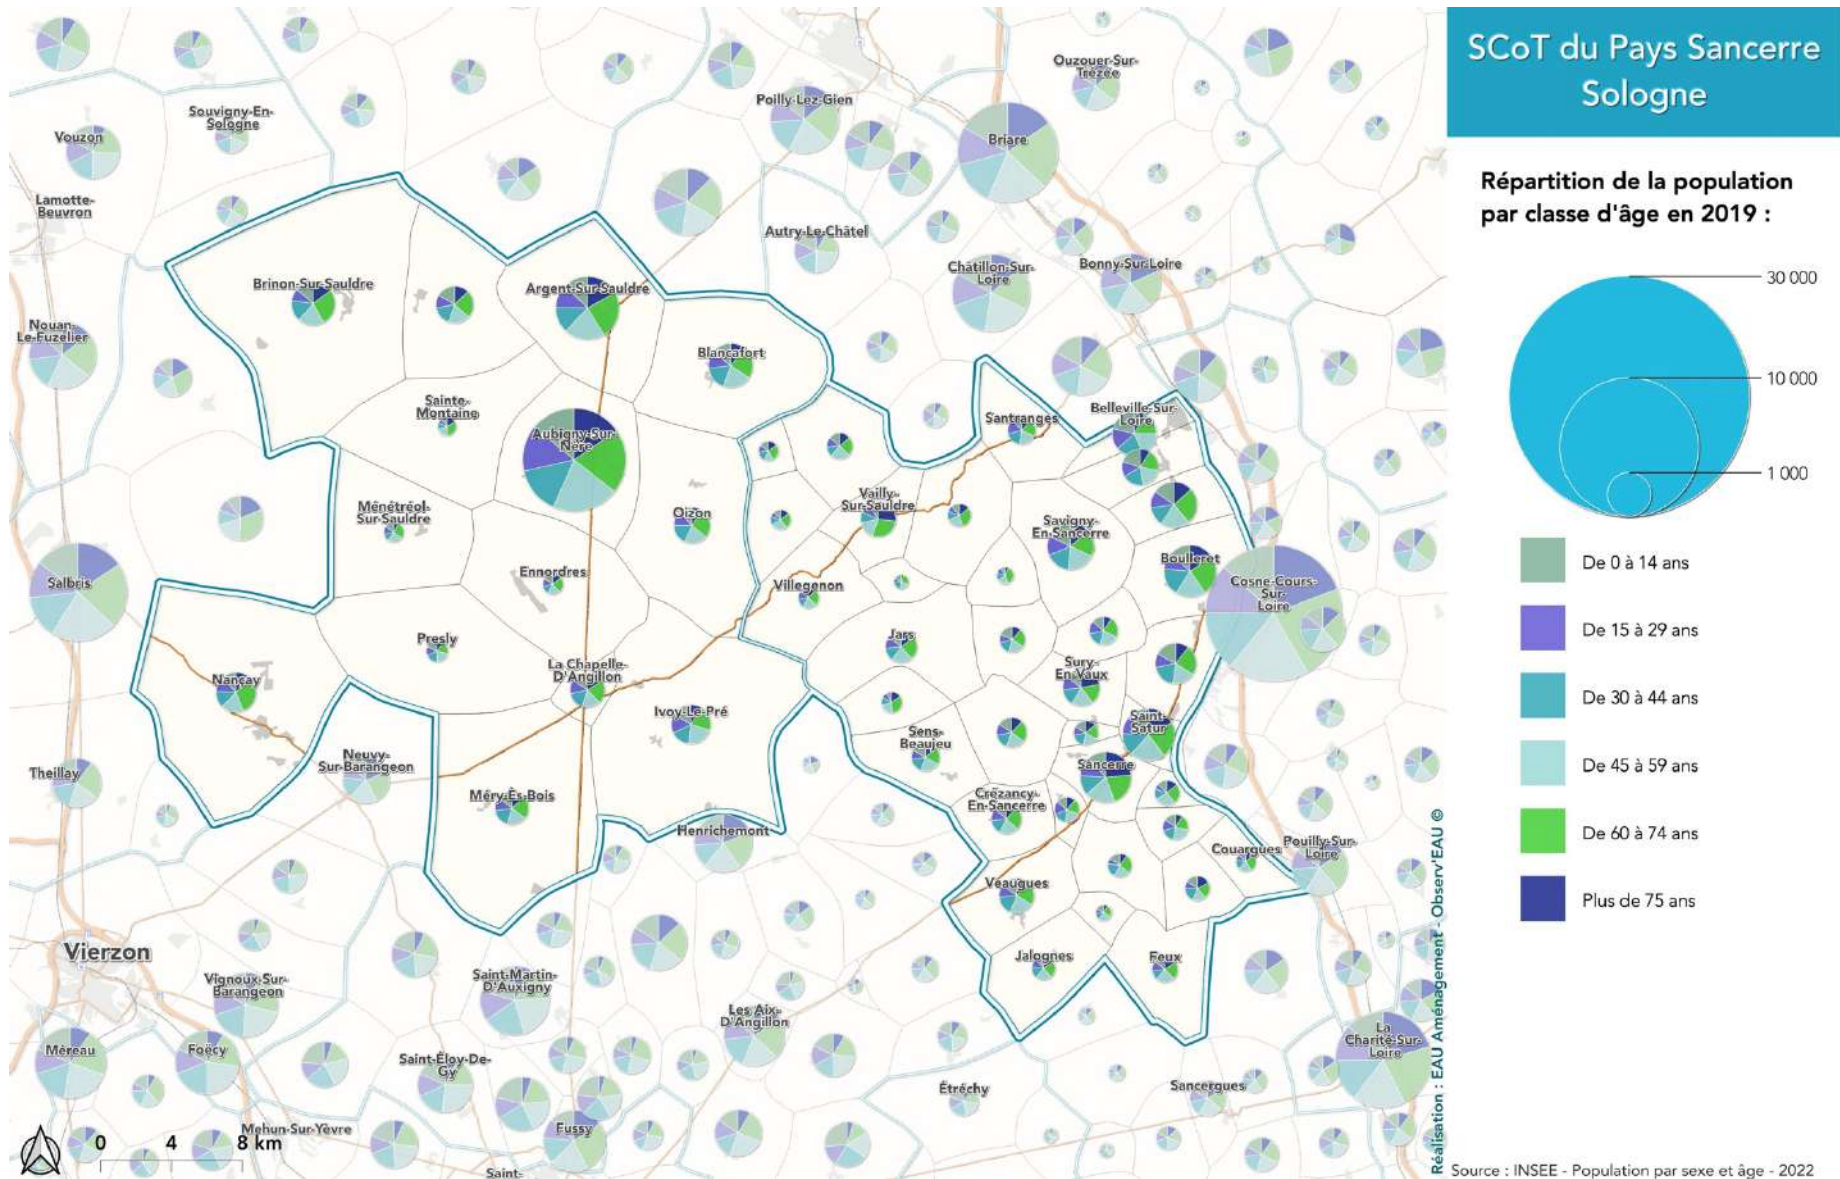 SCoT du Pays Sancerre
Sologne
Répartition de la population
par classe d'âge en 2019 :
30 000
10 000
1 000
De 0 à 14 ans
De 15 à 29 ans
De 30 à 44 ans
De 45 à 59 ans
De 60 à 74 ans
Plus de 75 ans
Ouzouer-Sur-
Trézée
Poilly-Lez-Gien
Souvigny-En-
Sologne
Vouzon
Briare
Lamotte-
Beuvron
Autry-Le-Châtel
Châtillon-Sur-
Loire
Bonny-Sur-Loire
Brinon-Sur-Sauldre
Argent-Sur-Sauldre
Nouan-
Le-Fuzelier
Blancafort
Sainte-
Montaine
Santranges
Belleville-Sur-
Loire
Aubigny-Sur-
Nère
Vailly-
Sur-Sauldre
Ménétréol-
Sur-Sauldre
Oizon
Savigny-
En-Sancerre
Boulleret
Salbris
Ennordres
Villegenon
Cosne-Cours-
Sur-
Loire
Presly
Jars
La Chapelle-
D'Angillon
Sury-
En-Vaux
Nançay
Ivoy-Le-Pré
Saint-
Satur
Sens-
Beaujeu
Neuvy-
Sur-Barangeon
Sancerre
Theillay
Méry-Ès-Bois
Crézancy-
En-Sancerre
Henrichemont
Couargues
Pouilly-Sur-
Loire
Veaugues
Vierzon
Jalognes
Feux
Vignoux-Sur-
Barangeon
Saint-Martin-
D'Auxigny
Les Aix-
D'Angillon
La
Charité-Sur-
Loire
Méreau
Foëcy
Saint-Éloy-De-
Gy
Étréchy
Sancergues
Mehun-Sur-Yèvre
Fussy
Saint-
0 4 8 km
Réalisation : EAU Aménagement - Observ'EAU ©
Source : INSEE - Population par sexe et âge - 2022